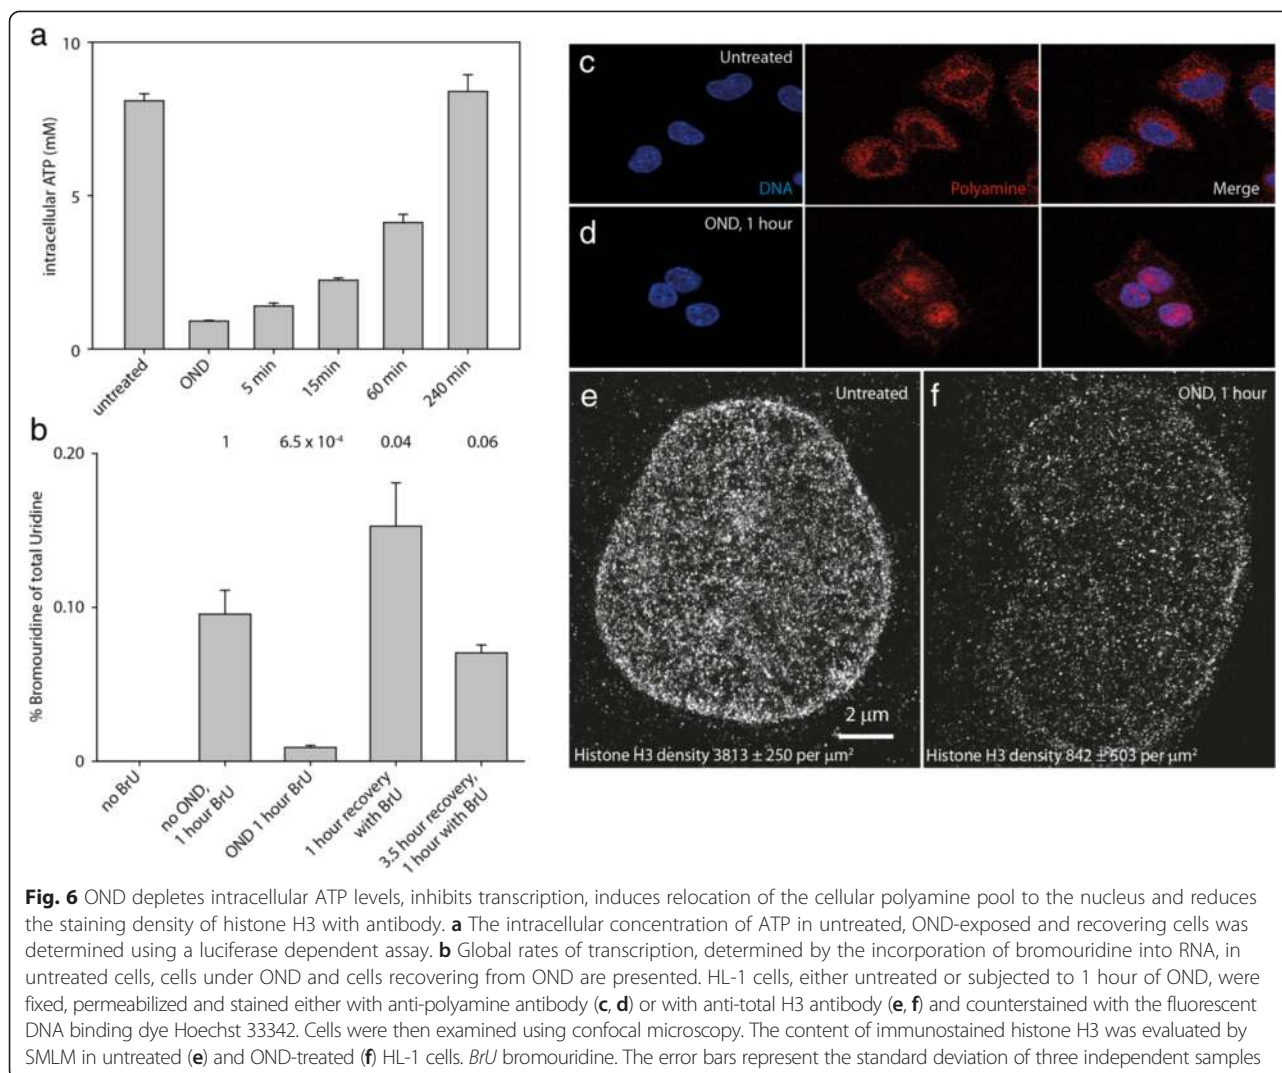 a
10
5
0
intracellular ATP (mM)
untreated
OND
5 min
15min
60 min
240 min
b
1
6.5 x 10⁻⁴
0.04
0.06
0.20
0.10
0
% Bromouridine of total Uridine
no BrU
no OND,
1 hour BrU
OND 1 hour BrU
1 hour recovery
with BrU
3.5 hour recovery,
1 hour with BrU
c
Untreated
DNA
Polyamine
Merge
d
OND, 1 hour
e
Untreated
2 µm
Histone H3 density 3813 ± 250 per µm²
f
OND, 1 hour
Histone H3 density 842 ± 503 per µm²
Fig. 6 OND depletes intracellular ATP levels, inhibits transcription, induces relocation of the cellular polyamine pool to the nucleus and reduces
the staining density of histone H3 with antibody. a The intracellular concentration of ATP in untreated, OND-exposed and recovering cells was
determined using a luciferase dependent assay. b Global rates of transcription, determined by the incorporation of bromouridine into RNA, in
untreated cells, cells under OND and cells recovering from OND are presented. HL-1 cells, either untreated or subjected to 1 hour of OND, were
fixed, permeabilized and stained either with anti-polyamine antibody (c, d) or with anti-total H3 antibody (e, f) and counterstained with the fluorescent
DNA binding dye Hoechst 33342. Cells were then examined using confocal microscopy. The content of immunostained histone H3 was evaluated by
SMLM in untreated (e) and OND-treated (f) HL-1 cells. BrU bromouridine. The error bars represent the standard deviation of three independent samples